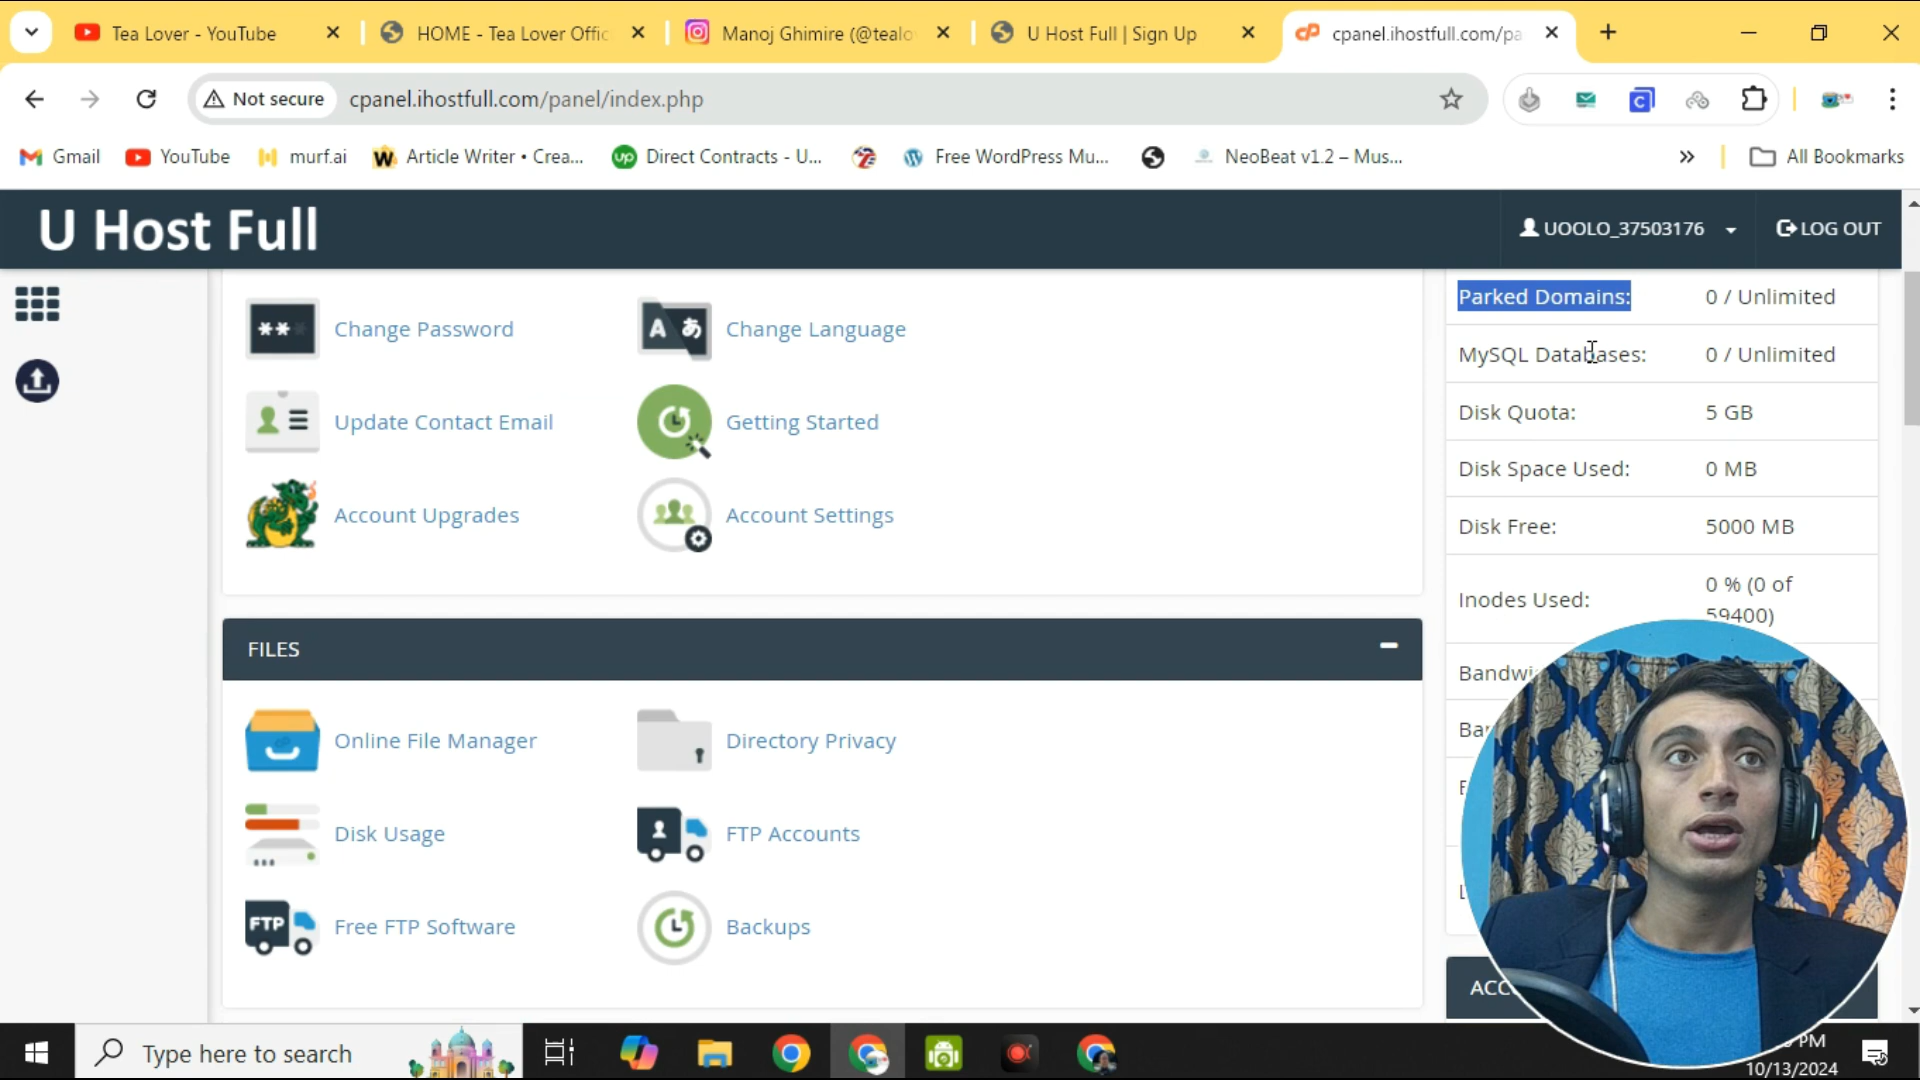 Tea Lover - YouTube
HOME - Tea Lover Offic
Manoj Ghimire (@tealo
U Host Full | Sign Up
cpanel.ihostfull.com/pa
Not secure
cpanel.ihostfull.com/panel/index.php
Gmail
YouTube
murf.ai
Article Writer • Crea...
Direct Contracts - U...
Free WordPress Mu...
NeoBeat v1.2 – Mus...
All Bookmarks
U Host Full
UOOLO_37503176
LOG OUT
Change Password
Change Language
Update Contact Email
Getting Started
Account Upgrades
Account Settings
FILES
Online File Manager
Directory Privacy
Disk Usage
FTP Accounts
FTP
Free FTP Software
Backups
Parked Domains: 0 / Unlimited
MySQL Databases: 0 / Unlimited
Disk Quota: 5 GB
Disk Space Used: 0 MB
Disk Free: 5000 MB
Inodes Used: 0 % (0 of
59400)
Type here to search
PM
10/13/2024